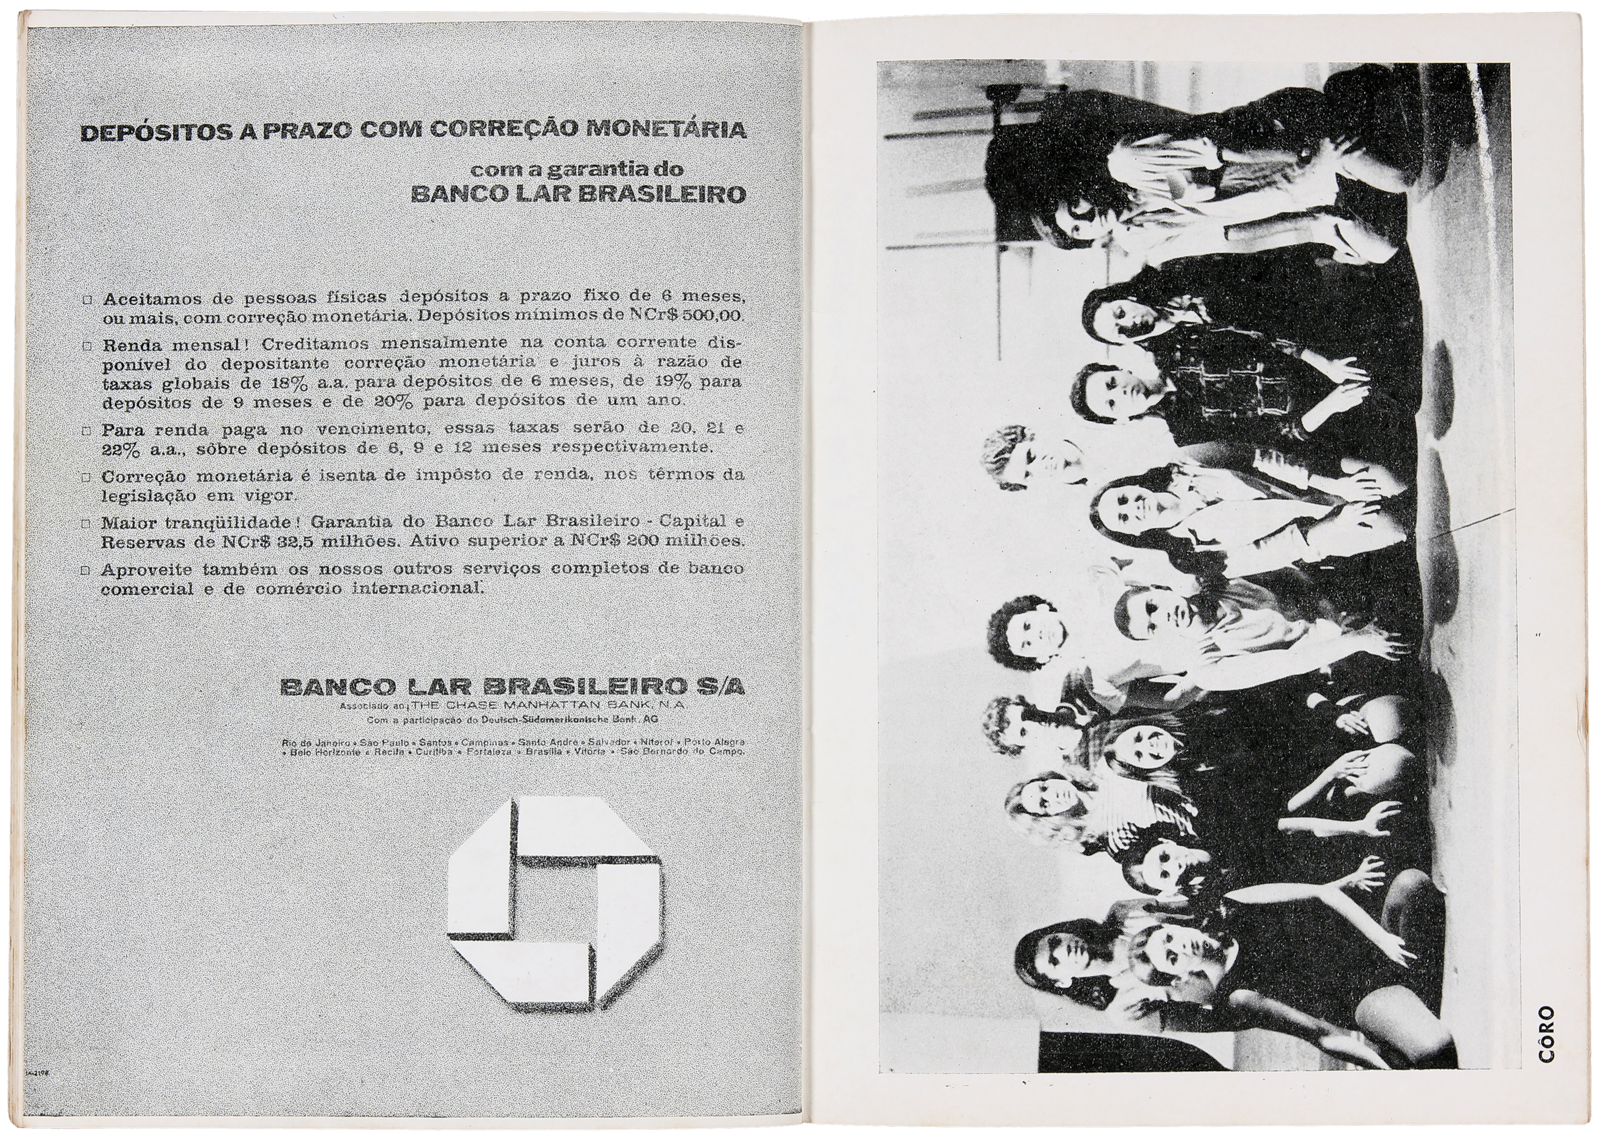 DEPÓSITOS A PRAZO COM CORREÇÃO MONETÁRIA
com a garantia do
BANCO LAR BRASILEIRO
□ Aceitamos de pessoas físicas depósitos a prazo fixo de 6 meses,
ou mais, com correção monetária. Depósitos mínimos de NCr$ 500,00.
□ Renda mensal! Creditamos mensalmente na conta corrente dis-
ponível do depositante correção monetária e juros à razão de
taxas globais de 18% a.a. para depósitos de 6 meses, de 19% para
depósitos de 9 meses e de 20% para depósitos de um ano.
□ Para renda paga no vencimento, essas taxas serão de 20, 21 e
22% a.a., sôbre depósitos de 6, 9 e 12 meses respectivamente.
□ Correção monetária é isenta de impôsto de renda, nos têrmos da
legislação em vigor.
□ Maior tranqüilidade! Garantia do Banco Lar Brasileiro - Capital e
Reservas de NCr$ 32,5 milhões. Ativo superior a NCr$ 200 milhões.
□ Aproveite também os nossos outros serviços completos de banco
comercial e de comércio internacional.
BANCO LAR BRASILEIRO S/A
Associado ao THE CHASE MANHATTAN BANK, N.A.
Com a participação do Deutsch-Südamerikanische Bank, AG
Rio de Janeiro • São Paulo • Santos • Campinas • Santo André • Salvador • Niterói • Porto Alegre
• Belo Horizonte • Recife • Curitiba • Fortaleza • Brasília • Vitória • São Bernardo do Campo.
CÔRO